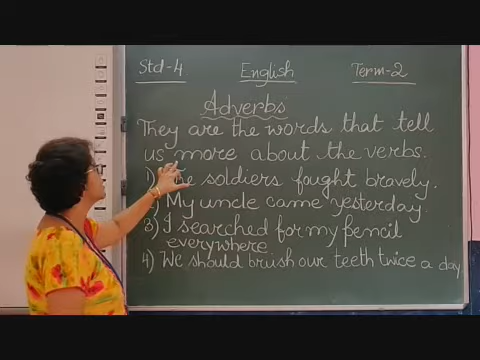 Std-4 English Term-2
Adverbs
They are the words that tell
us more about the verbs.
1) The soldiers fought bravely.
2) My uncle came yesterday.
3) I searched for my pencil
everywhere
4) We should brush our teeth twice a day